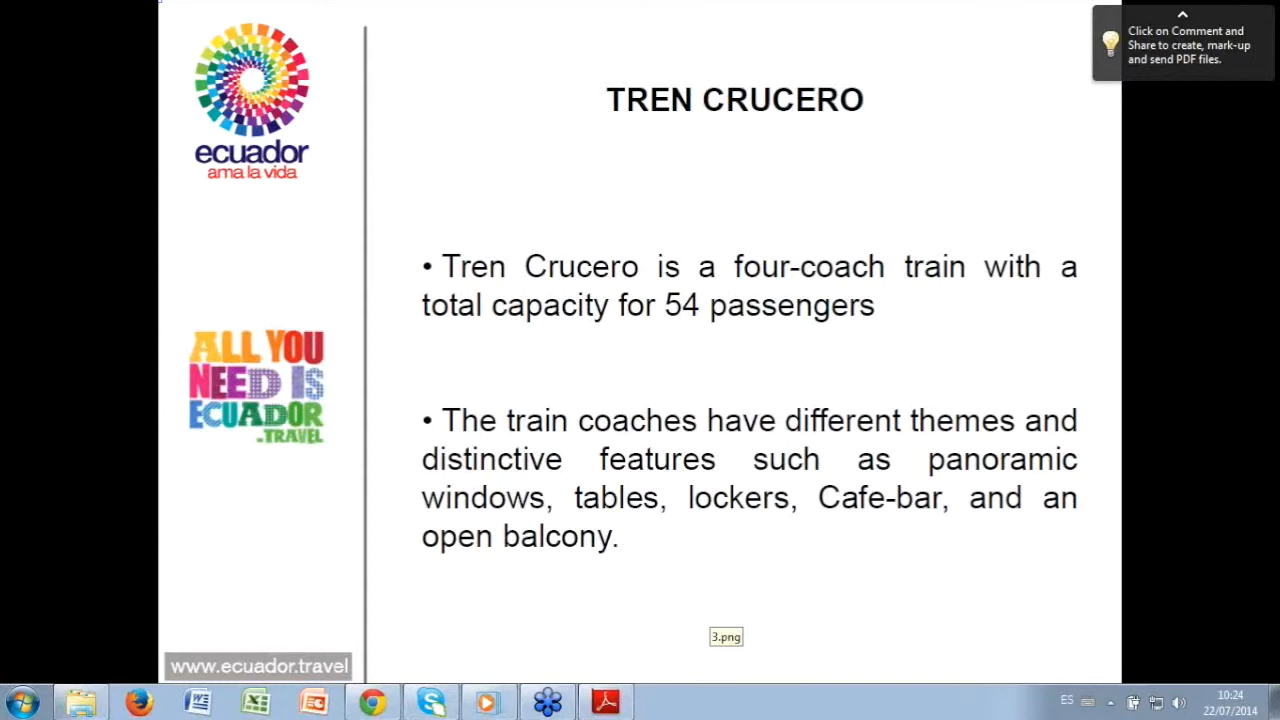 Click on Comment and
Share to create, mark-up
and send PDF files.
ecuador
ama la vida
TREN CRUCERO
• Tren Crucero is a four-coach train with a
total capacity for 54 passengers
ALL YOU
NEED IS
ECUADOR
.TRAVEL
• The train coaches have different themes and
distinctive features such as panoramic
windows, tables, lockers, Cafe-bar, and an
open balcony.
3.png
www.ecuador.travel
ES
10:24
22/07/2014